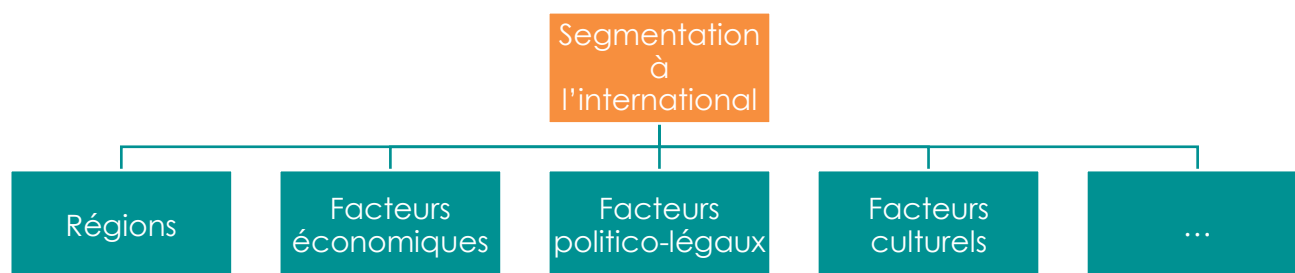 Segmentation
à
l’international
Régions
Facteurs
économiques
Facteurs
politico-légaux
Facteurs
culturels
…